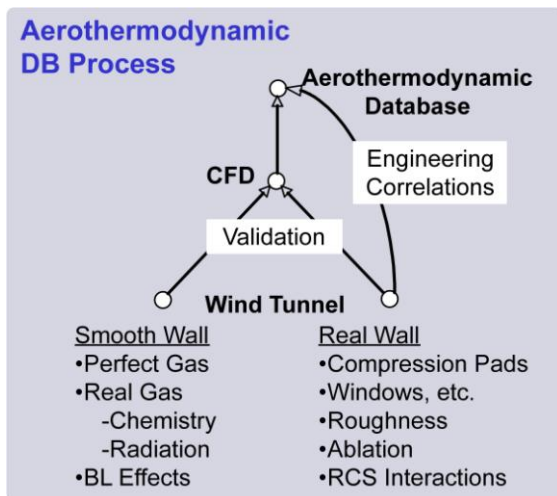 Aerothermodynamic
DB Process
Aerothermodynamic
Database
Engineering
Correlations
CFD
Validation
Wind Tunnel
Smooth Wall
•Perfect Gas
•Real Gas
-Chemistry
-Radiation
•BL Effects
Real Wall
•Compression Pads
•Windows, etc.
•Roughness
•Ablation
•RCS Interactions